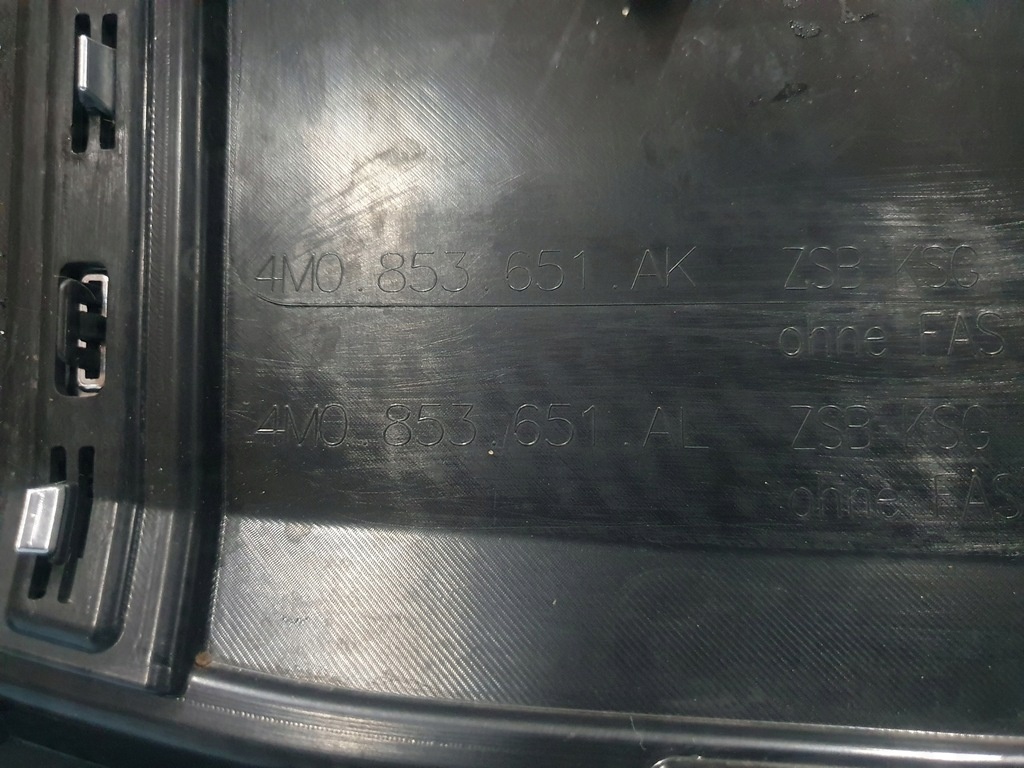 4M0.853.651.AK ZSB KSG
ohne FAS
4M0.853.651.AL ZSB KSG
ohne FAS